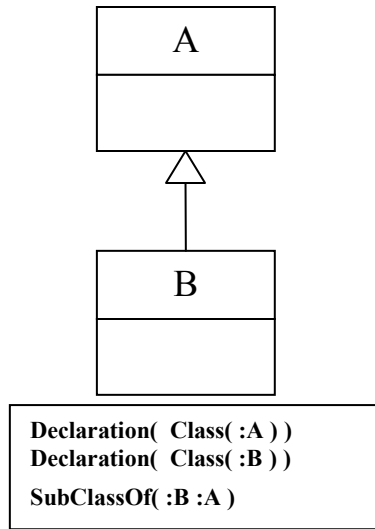 A
B
Declaration( Class( :A ) )
Declaration( Class( :B ) )
SubClassOf( :B :A )